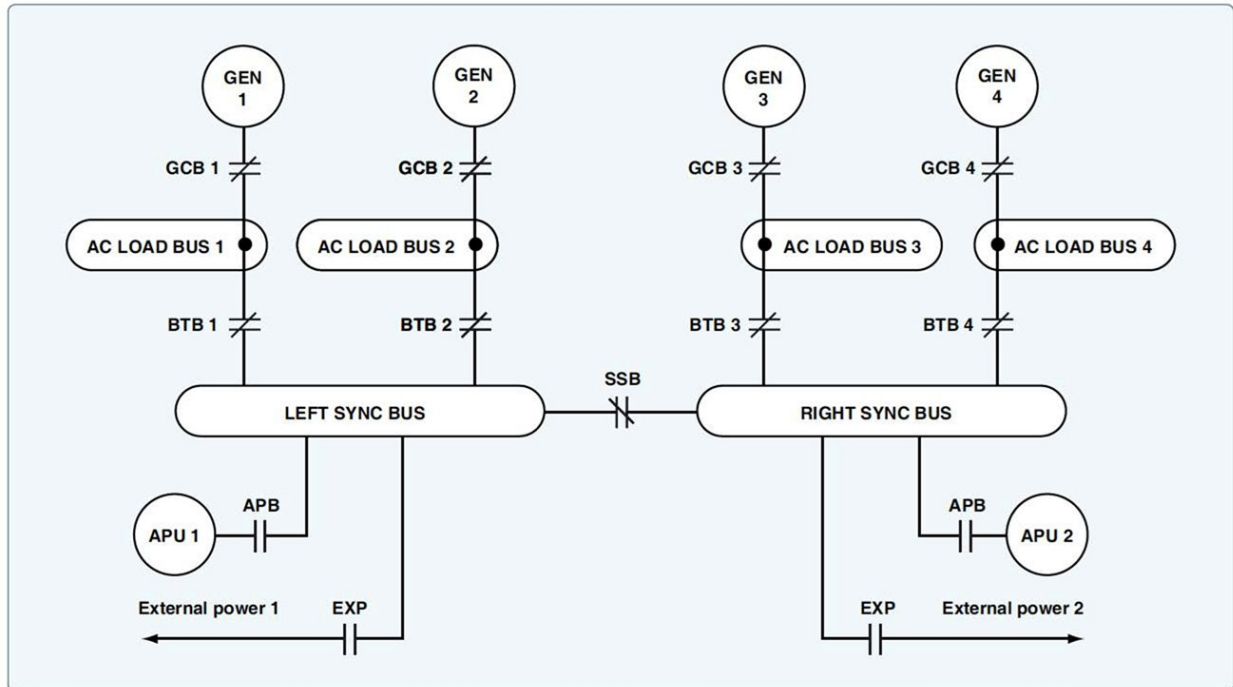 GEN
1
GEN
2
GEN
3
GEN
4
GCB 1
GCB 2
GCB 3
GCB 4
AC LOAD BUS 1
AC LOAD BUS 2
AC LOAD BUS 3
AC LOAD BUS 4
BTB 1
BTB 2
BTB 3
BTB 4
SSB
LEFT SYNC BUS
RIGHT SYNC BUS
APB
APB
APU 1
APU 2
External power 1
EXP
EXP
External power 2